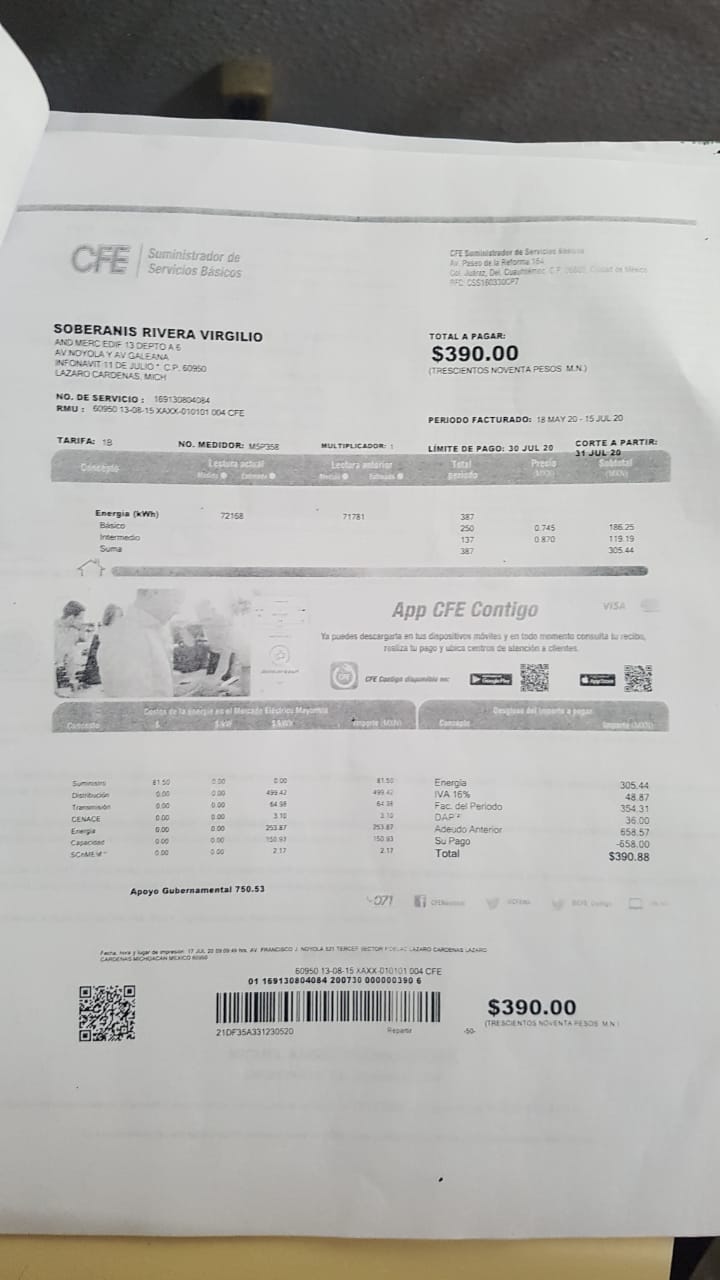 CFE
Suministrador de
Servicios Básicos
CFE Suministrador de Servicios Básicos
Av. Paseo de la Reforma 164
Col. Juárez, Del. Cuauhtémoc, C.P. 06600, Ciudad de México
RFC: CSS160330CP7
SOBERANIS RIVERA VIRGILIO
AND MERC EDIF 13 DEPTO A 6
AV.NOYOLA Y AV GALEANA
INFONAVIT 11 DE JULIO * C.P. 60950
LAZARO CARDENAS, MICH
TOTAL A PAGAR:
$390.00
(TRESCIENTOS NOVENTA PESOS M.N.)
NO. DE SERVICIO : 169130804084
RMU : 60950 13-08-15 XAXX-010101 004 CFE
PERIODO FACTURADO: 18 MAY 20 - 15 JUL 20
TARIFA: 1B NO. MEDIDOR: M5P358 MULTIPLICADOR: 1 LÍMITE DE PAGO: 30 JUL 20 CORTE A PARTIR:
31 JUL 20
Concepto Lectura actual Lectura anterior Total Precio Subtotal
Medida Estimada Medida Estimada periodo (MXN) (MXN)
Energía (kWh) 72168 71781 387
Básico 250 0.745 186.25
Intermedio 137 0.870 119.19
Suma 387 305.44
App CFE Contigo VISA
Ya puedes descargarla en tus dispositivos móviles y en todo momento consulta tu recibo,
realiza tu pago y ubica centros de atención a clientes.
CFE Contigo disponible en: Google Play App Store
Costos de la energía en el Mercado Eléctrico Mayorista
Concepto $ $/kW $/kWh Importe (MXN)
Desglose del importe a pagar
Concepto Importe (MXN)
Suministro 81.50 0.00 0.00 81.50
Distribución 0.00 0.00 499.42 499.42
Transmisión 0.00 0.00 64.98 64.98
CENACE 0.00 0.00 3.10 3.10
Energía 0.00 0.00 253.87 253.87
Capacidad 0.00 0.00 150.93 150.93
SCnMEM 0.00 0.00 2.17 2.17
Energía 305.44
IVA 16% 48.87
Fac. del Periodo 354.31
DAP 36.00
Adeudo Anterior 658.57
Su Pago -658.00
Total $390.88
Apoyo Gubernamental 750.53
071
Fecha, hora y lugar de impresión: 17 JUL 20 09:09:49 hrs. AV. FRANCISCO J. NOYOLA 521 TERCER SECTOR LAZARO CARDENAS LAZARO
CARDENAS MICHOACAN MEXICO 60950
60950 13-08-15 XAXX-010101 004 CFE
01 169130804084 200730 000000390 6
21DF35A331230520 Repartir -50-
$390.00
(TRESCIENTOS NOVENTA PESOS M.N.)